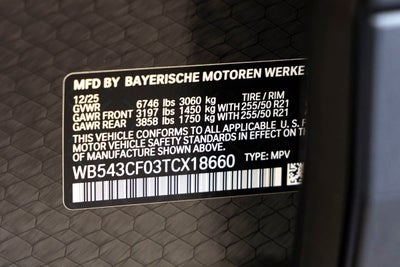 MFD BY BAYERISCHE MOTOREN WERKE
12/25 TIRE / RIM
GVWR 6746 lbs 3060 kg
GAWR FRONT 3197 lbs 1450 kg WITH 255/50 R21
GAWR REAR 3858 lbs 1750 kg WITH 255/50 R21
THIS VEHICLE CONFORMS TO ALL APPLICABLE U.S. F
MOTOR VEHICLE SAFETY STANDARDS IN EFFECT ON THE
OF MANUFACTURE SHOWN ABOVE.
WB543CF03TCX18660 TYPE: MPV